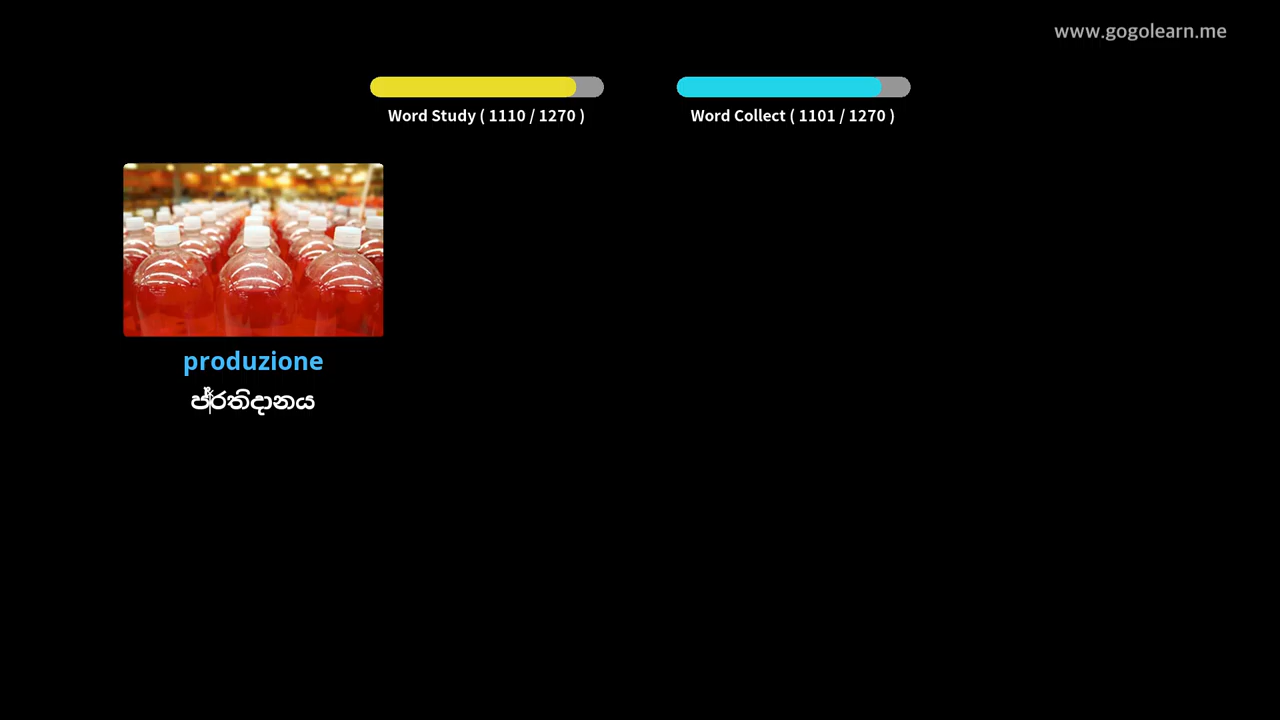 www.gogolearn.me
Word Study ( 1110 / 1270 )
Word Collect ( 1101 / 1270 )
produzione
ප්‍රතිදානය